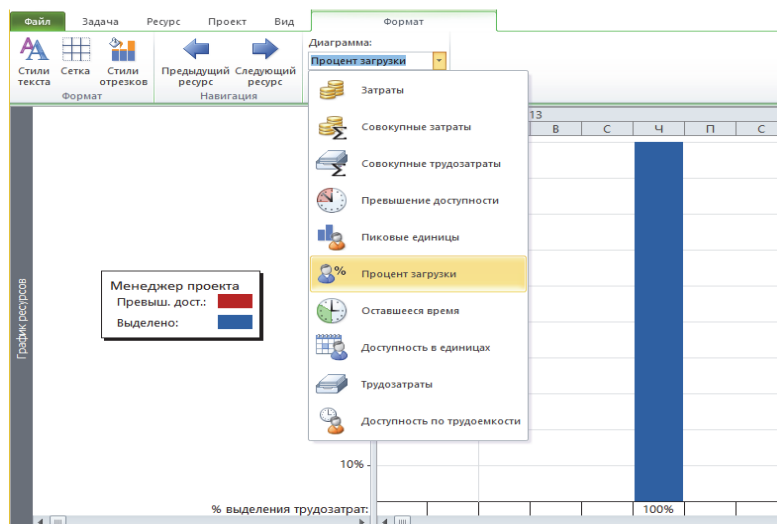 Файл Задача Ресурс Проект Вид Формат
Диаграмма:
Процент загрузки
Стили текста
Сетка
Стили отрезков
Предыдущий ресурс
Следующий ресурс
Формат
Навигация
Затраты
Совокупные затраты
Совокупные трудозатраты
Превышение доступности
Пиковые единицы
Процент загрузки
Оставшееся время
Доступность в единицах
Трудозатраты
Доступность по трудоемкости
13
В С Ч П С
График ресурсов
Менеджер проекта
Превыш. дост.:
Выделено:
10%
% выделения трудозатрат:
100%